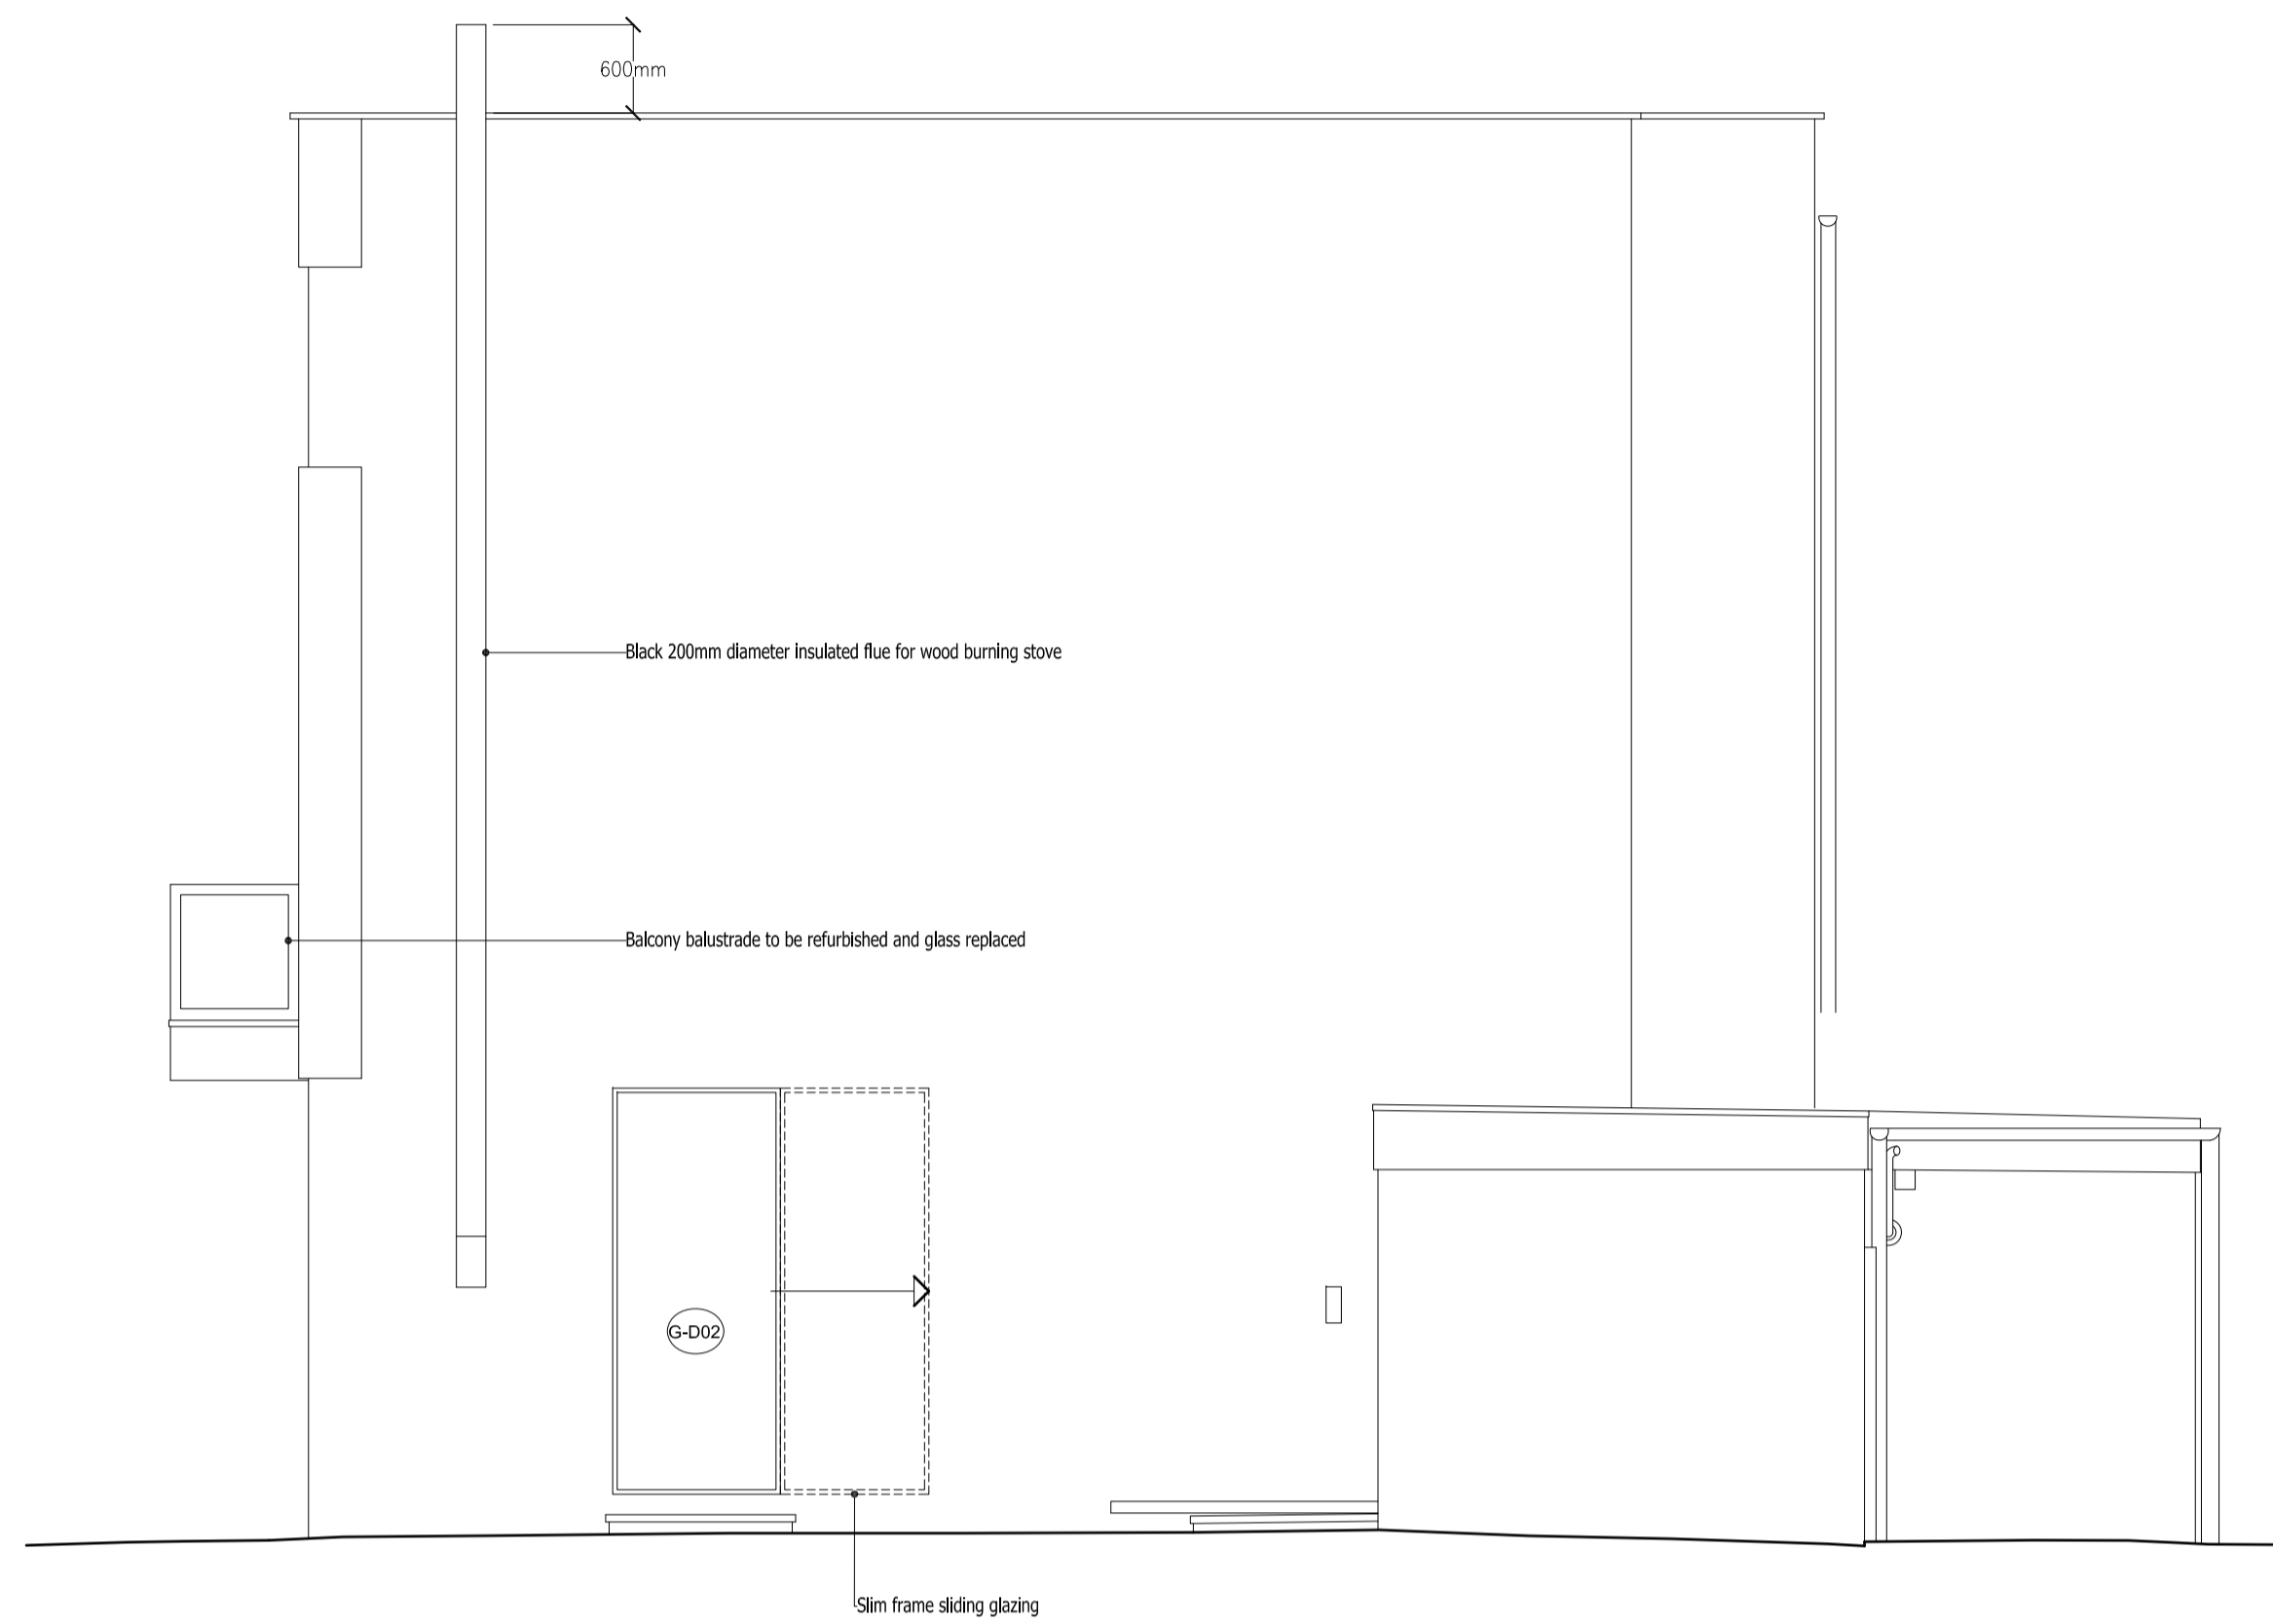 600mm
Black 200mm diameter insulated flue for wood burning stove
Balcony balustrade to be refurbished and glass replaced
G-D02
Slim frame sliding glazing